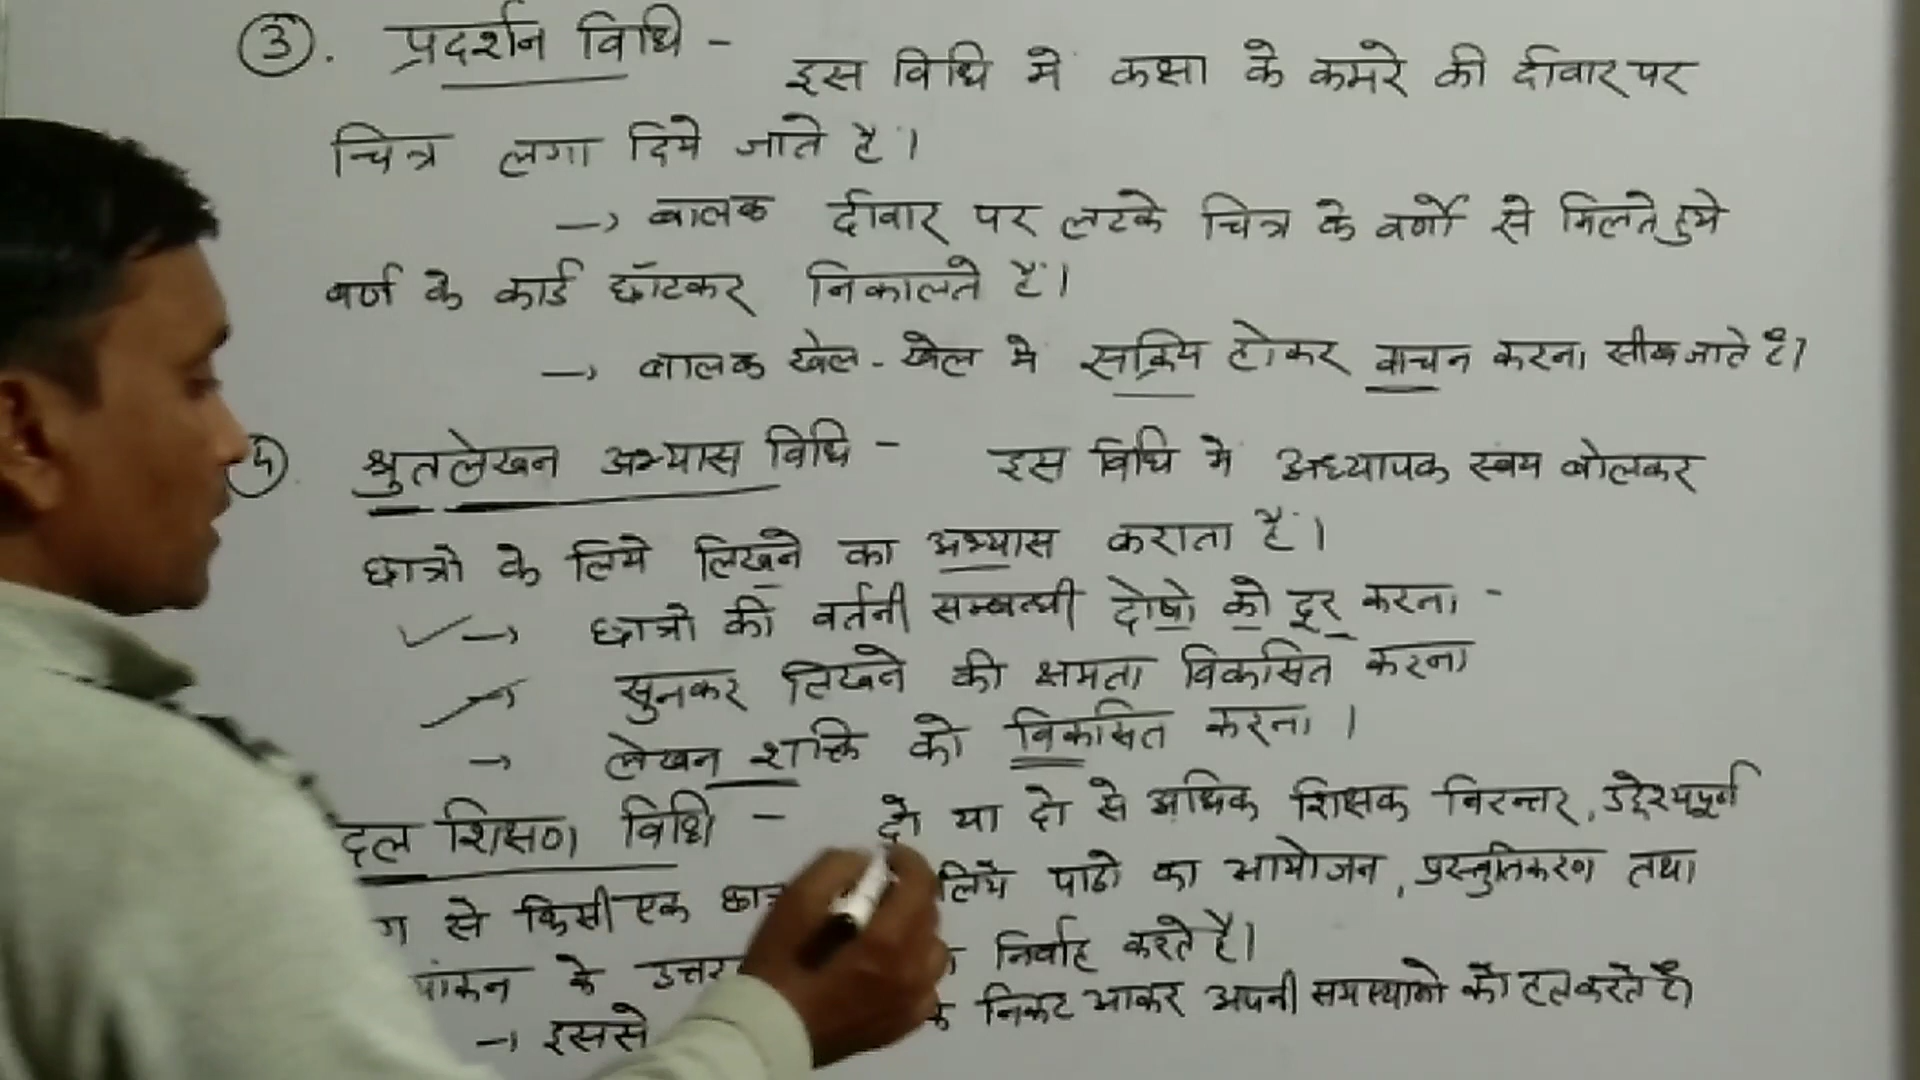 ③. प्रदर्शन विधि - इस विधि मे कक्षा के कमरे की दीवार पर
चित्र लगा दिये जाते है।
→ बालक दीवार पर लटके चित्र के वर्णो से मिलते हुये
वर्ण के कार्ड छाँटकर निकालते है।
→ बालक खेल - खेल मे सक्रिय होकर वाचन करना सीख जाते है।
श्रुतलेखन अभ्यास विधि - इस विधि मे अध्यापक स्वय बोलकर
छात्रो के लिये लिखने का अभ्यास कराता है।
→ छात्रो की वर्तनी सम्बन्धी दोषो को दूर करना -
सुनकर लिखने की क्षमता विकसित करना
→ लेखन शक्ति को विकसित करना।
दल शिक्षण विधि - दो या दो से अधिक शिक्षक निरन्तर, उद्देश्यपूर्ण
से किसी एक लिये पाठो का आयोजन, प्रस्तुतिकरण तथा
के निर्वाह करते है।
→ इससे निकट आकर अपनी समस्याओ को हल करते है।